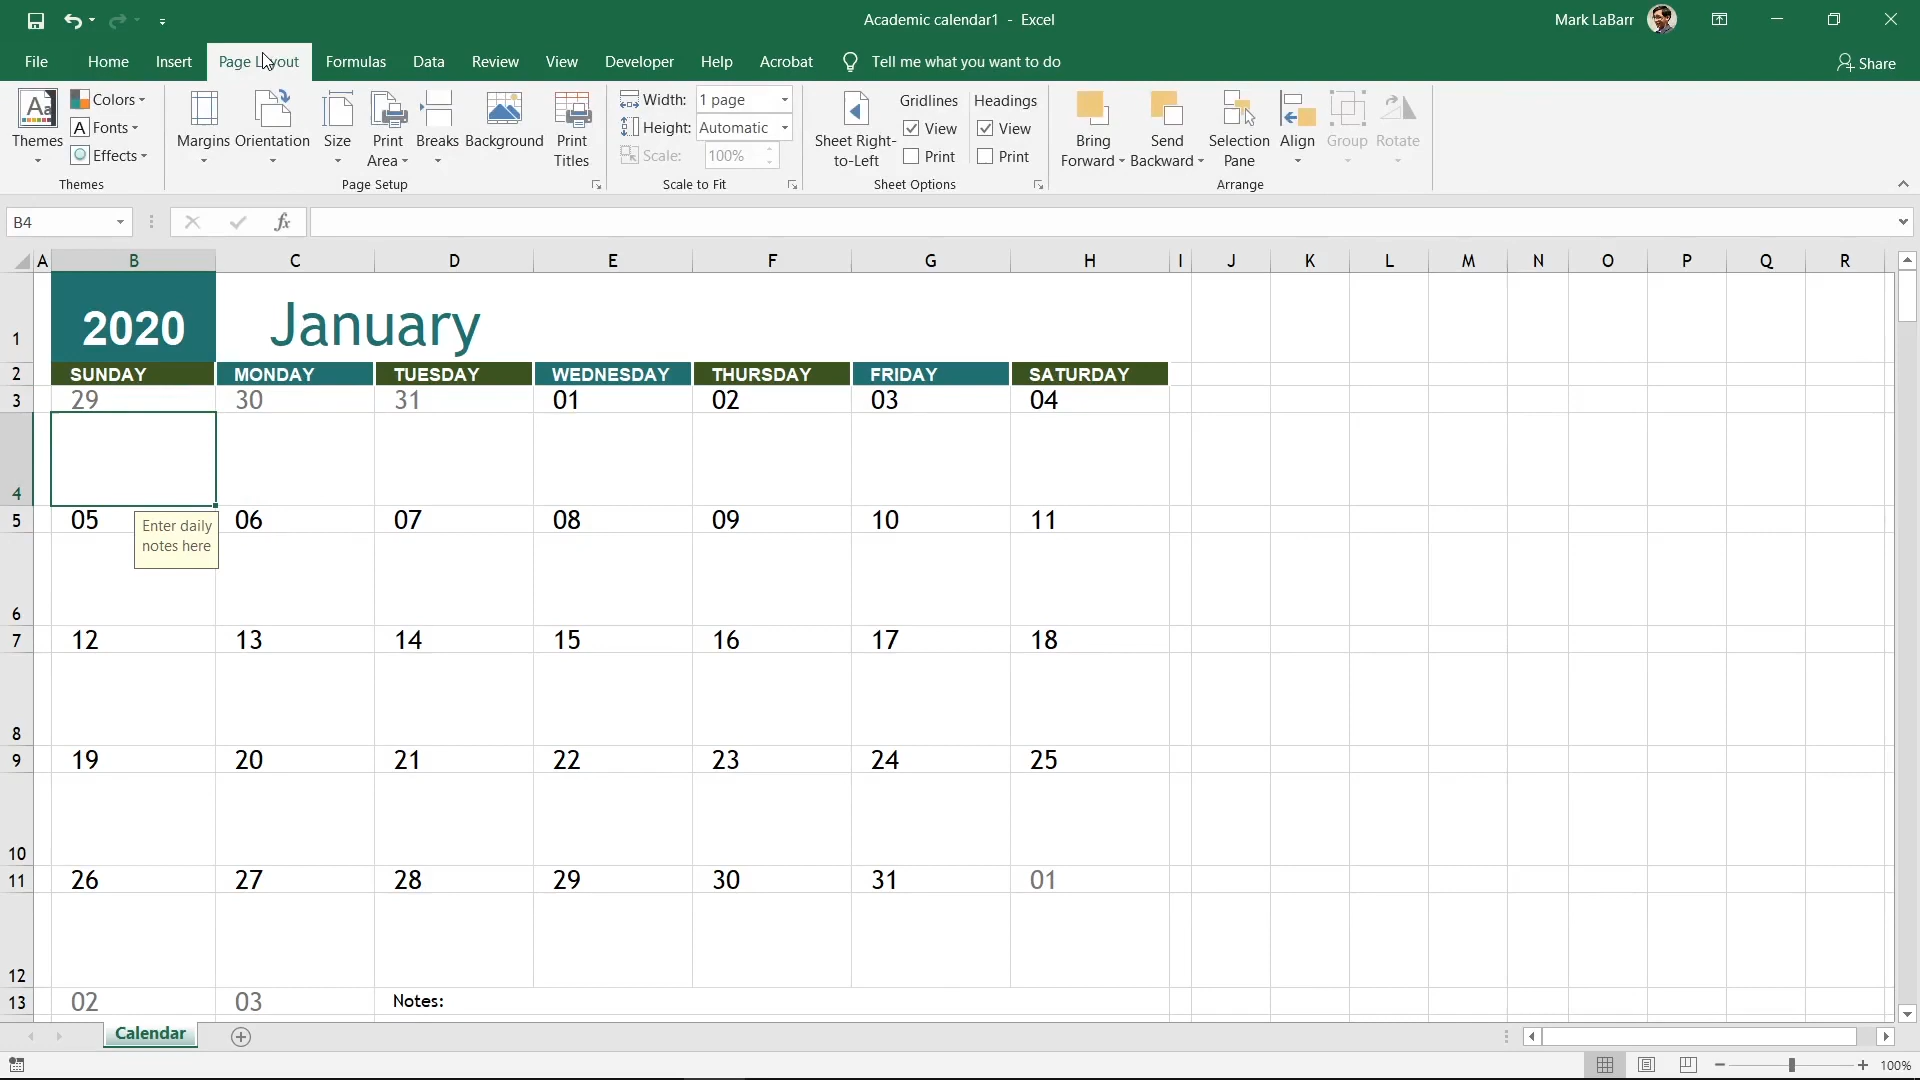 Academic calendar1 - Excel
Mark LaBarr
File Home Insert Page Layout Formulas Data Review View Developer Help Acrobat Tell me what you want to do
Share
Themes
Colors
Fonts
Effects
Themes
Margins
Orientation
Size
Print Area
Breaks
Background
Print Titles
Page Setup
Width: 1 page
Height: Automatic
Scale: 100%
Scale to Fit
Sheet Right-to-Left
Gridlines
View
Print
Headings
View
Print
Sheet Options
Bring Forward
Send Backward
Selection Pane
Align
Group
Rotate
Arrange
B4
fx
A B C D E F G H I J K L M N O P Q R
1 2020 January
2 SUNDAY MONDAY TUESDAY WEDNESDAY THURSDAY FRIDAY SATURDAY
3 29 30 31 01 02 03 04
4
5 05 06 07 08 09 10 11
Enter daily
notes here
6
7 12 13 14 15 16 17 18
8
9 19 20 21 22 23 24 25
10
11 26 27 28 29 30 31 01
12
13 02 03 Notes:
Calendar
100%